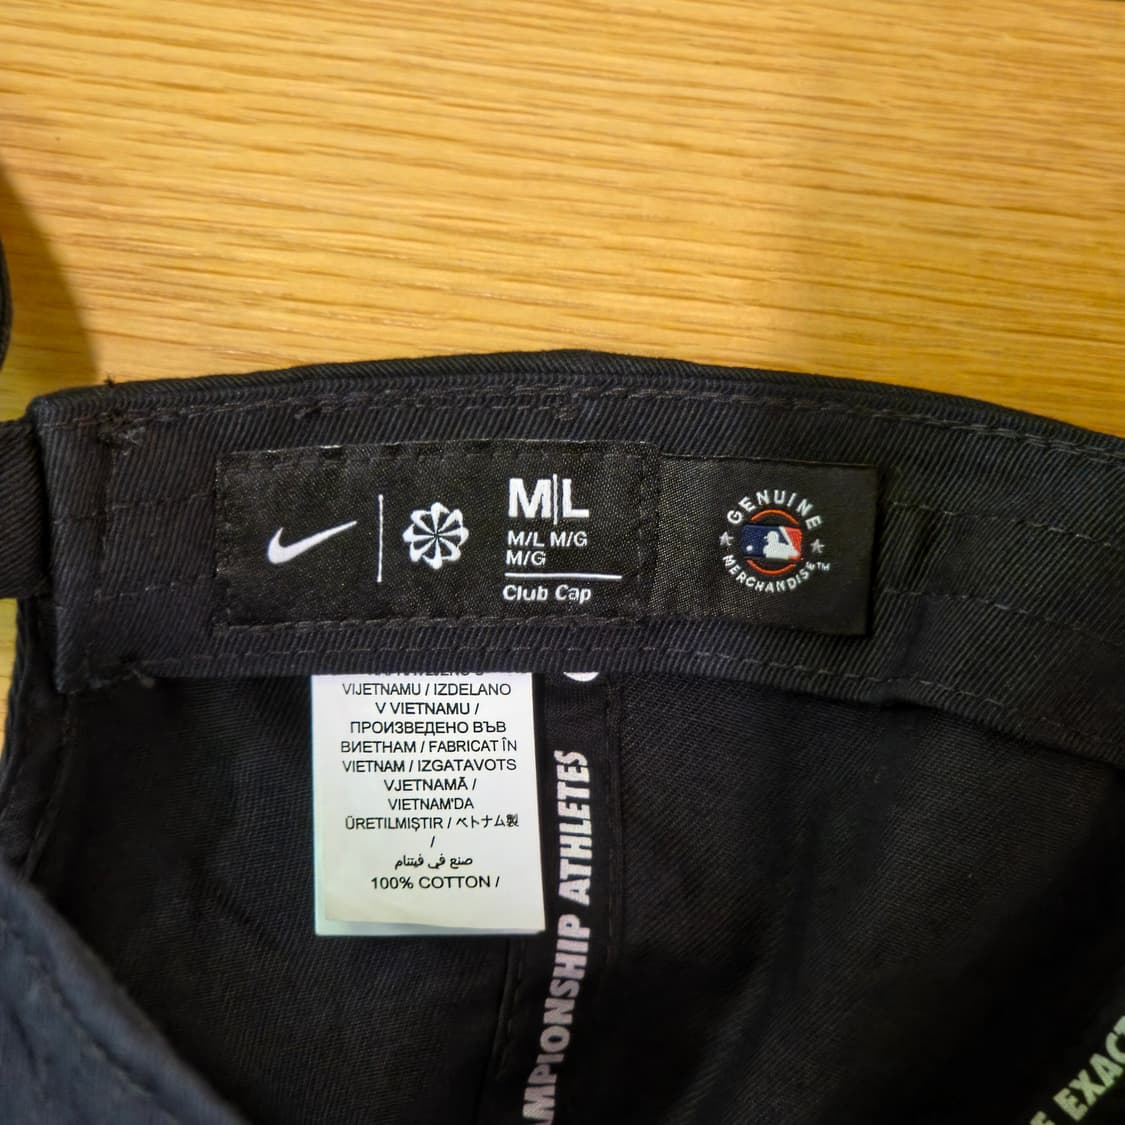 M|L
M/L M/G
M/G
Club Cap
GENUINE
MERCHANDISE™
VIJETNAMU / IZDELANO
V VIETNAMU /
ПРОИЗВЕДЕНО ВЪВ
ВИЕТНАМ / FABRICAT ÎN
VIETNAM / IZGATAVOTS
VJETNAMĀ /
VIETNAM'DA
ÜRETILMIŞTIR / ベトナム製
/
صنع في فيتنام
100% COTTON /
ATHLETES
EXACT